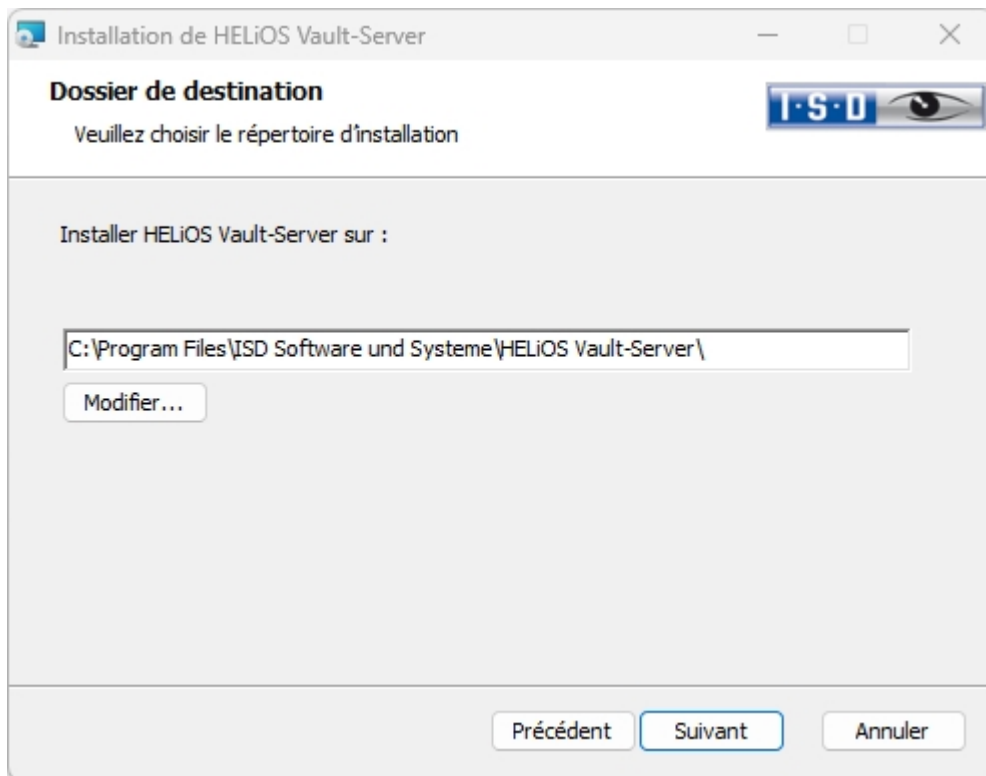 Installation de HELiOS Vault-Server
Dossier de destination
Veuillez choisir le répertoire d'installation
I·S·D
Installer HELiOS Vault-Server sur :
C:\Program Files\ISD Software und Systeme\HELiOS Vault-Server\
Modifier...
Précédent
Suivant
Annuler